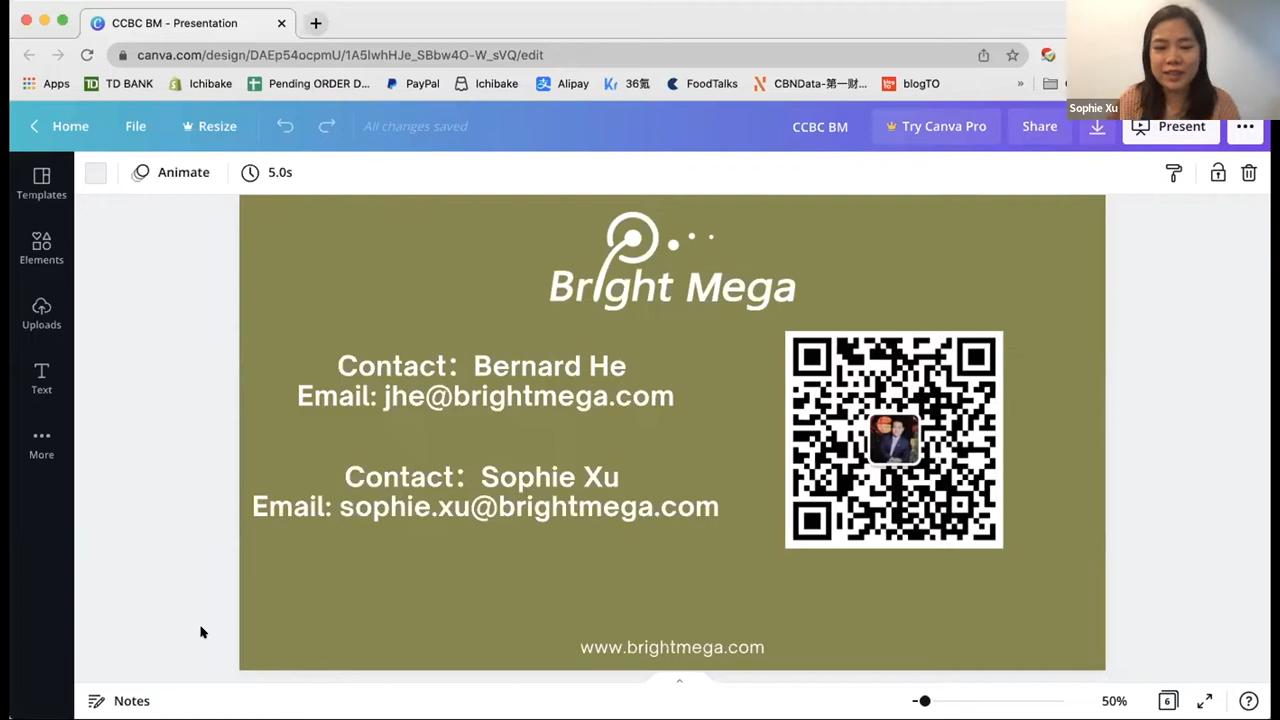 CCBC BM - Presentation
canva.com/design/DAEp54ocpmU/1A5lwhHJe_SBbw4O-W_sVQ/edit
Apps TD BANK Ichibake Pending ORDER D... PayPal Ichibake Alipay 36氪 FoodTalks CBNData-第一财... blogTO »
Sophie Xu
Home File Resize All changes saved CCBC BM Try Canva Pro Share Present
Animate 5.0s
Templates
Elements
Uploads
Text
More
Bright Mega
Contact：Bernard He
Email: jhe@brightmega.com
Contact：Sophie Xu
Email: sophie.xu@brightmega.com
www.brightmega.com
Notes 50% 6